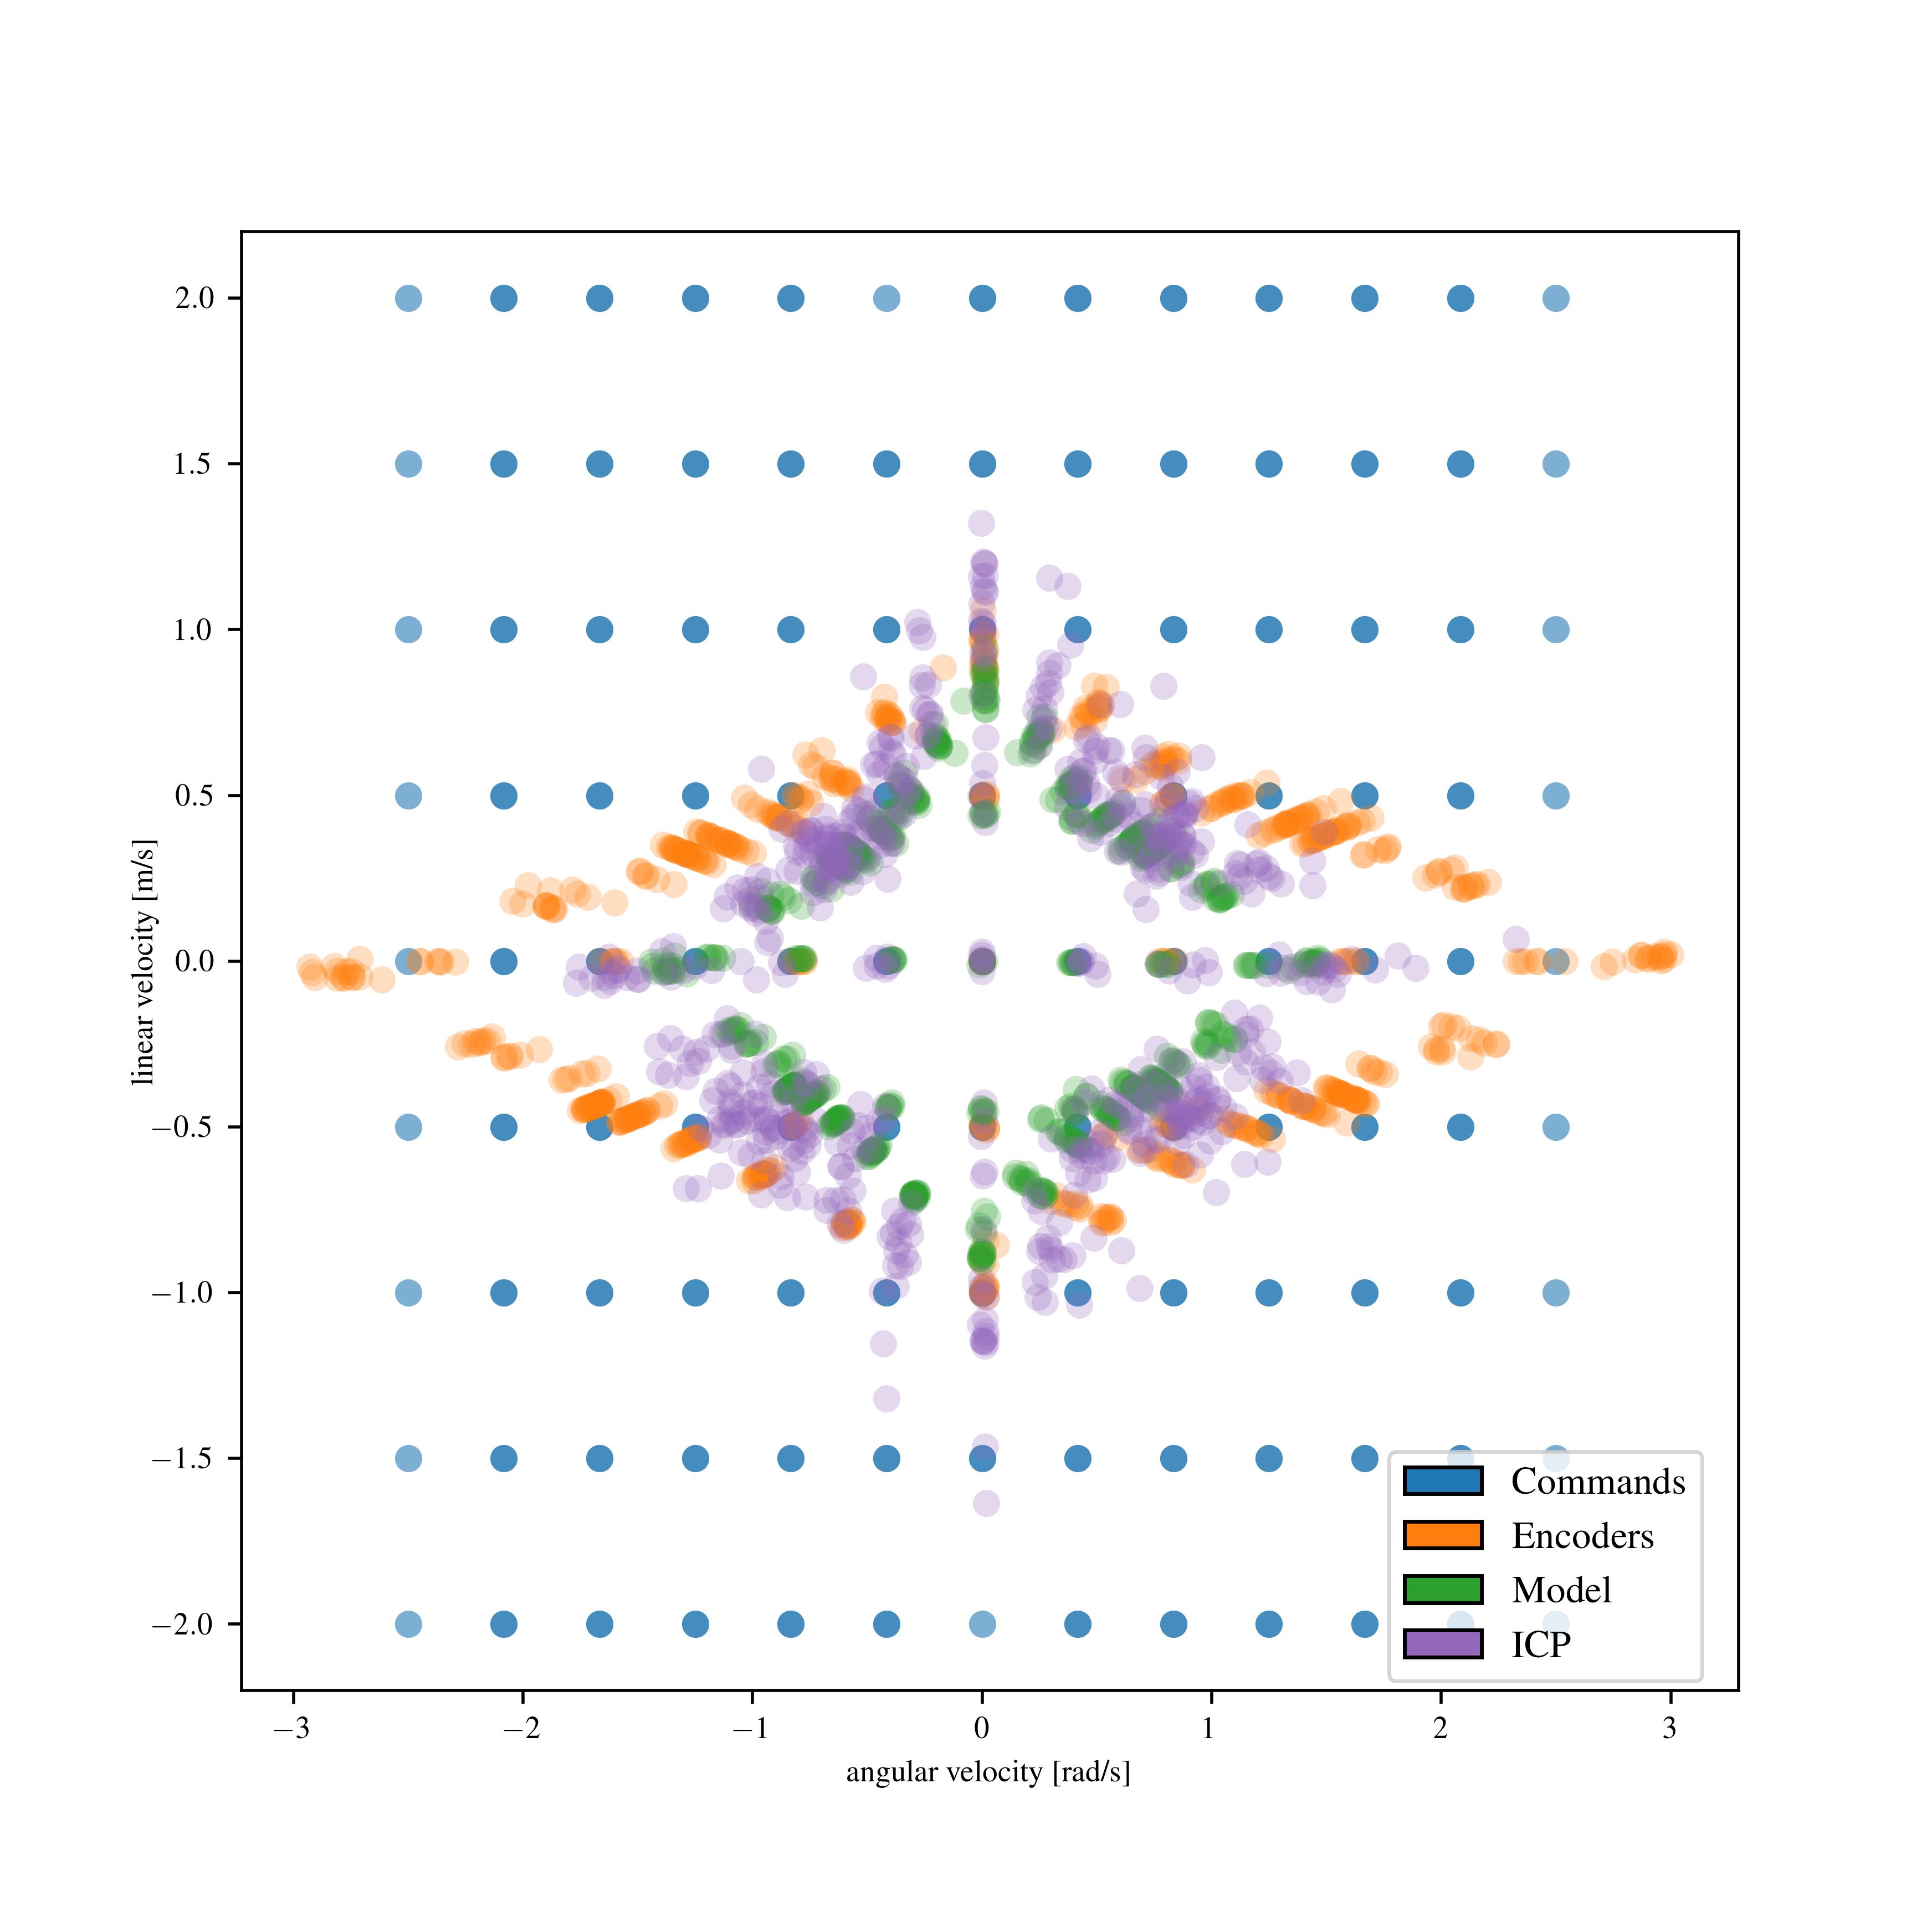 2.0
1.5
1.0
0.5
0.0
−0.5
−1.0
−1.5
−2.0
linear velocity [m/s]
−3 −2 −1 0 1 2 3
angular velocity [rad/s]
Commands
Encoders
Model
ICP